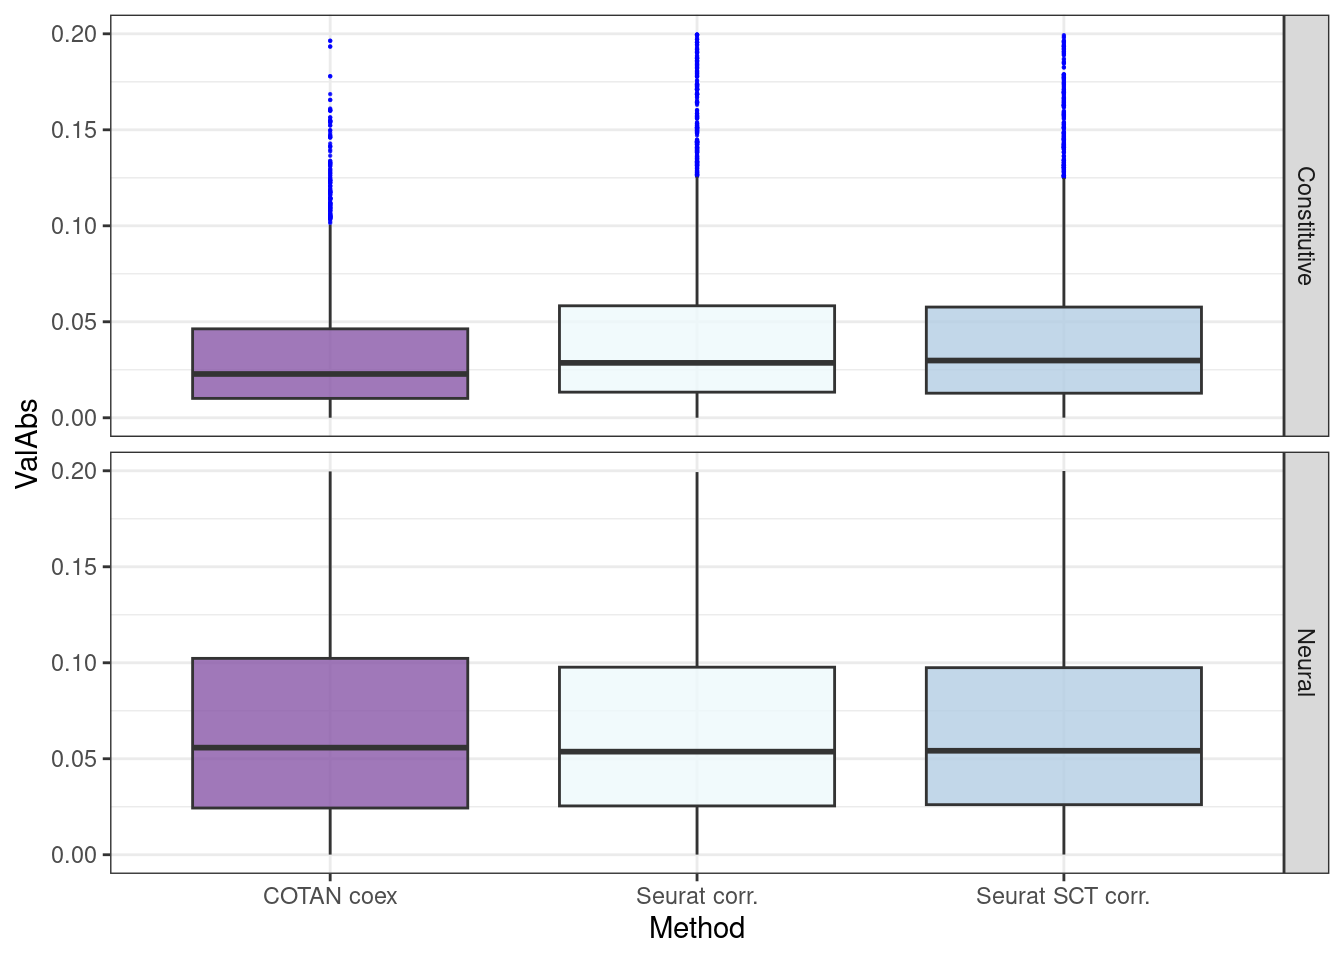 0.20
0.15
0.10
0.05
0.00
Constitutive
ValAbs
0.20
0.15
0.10
0.05
0.00
Neural
COTAN coex
Seurat corr.
Seurat SCT corr.
Method